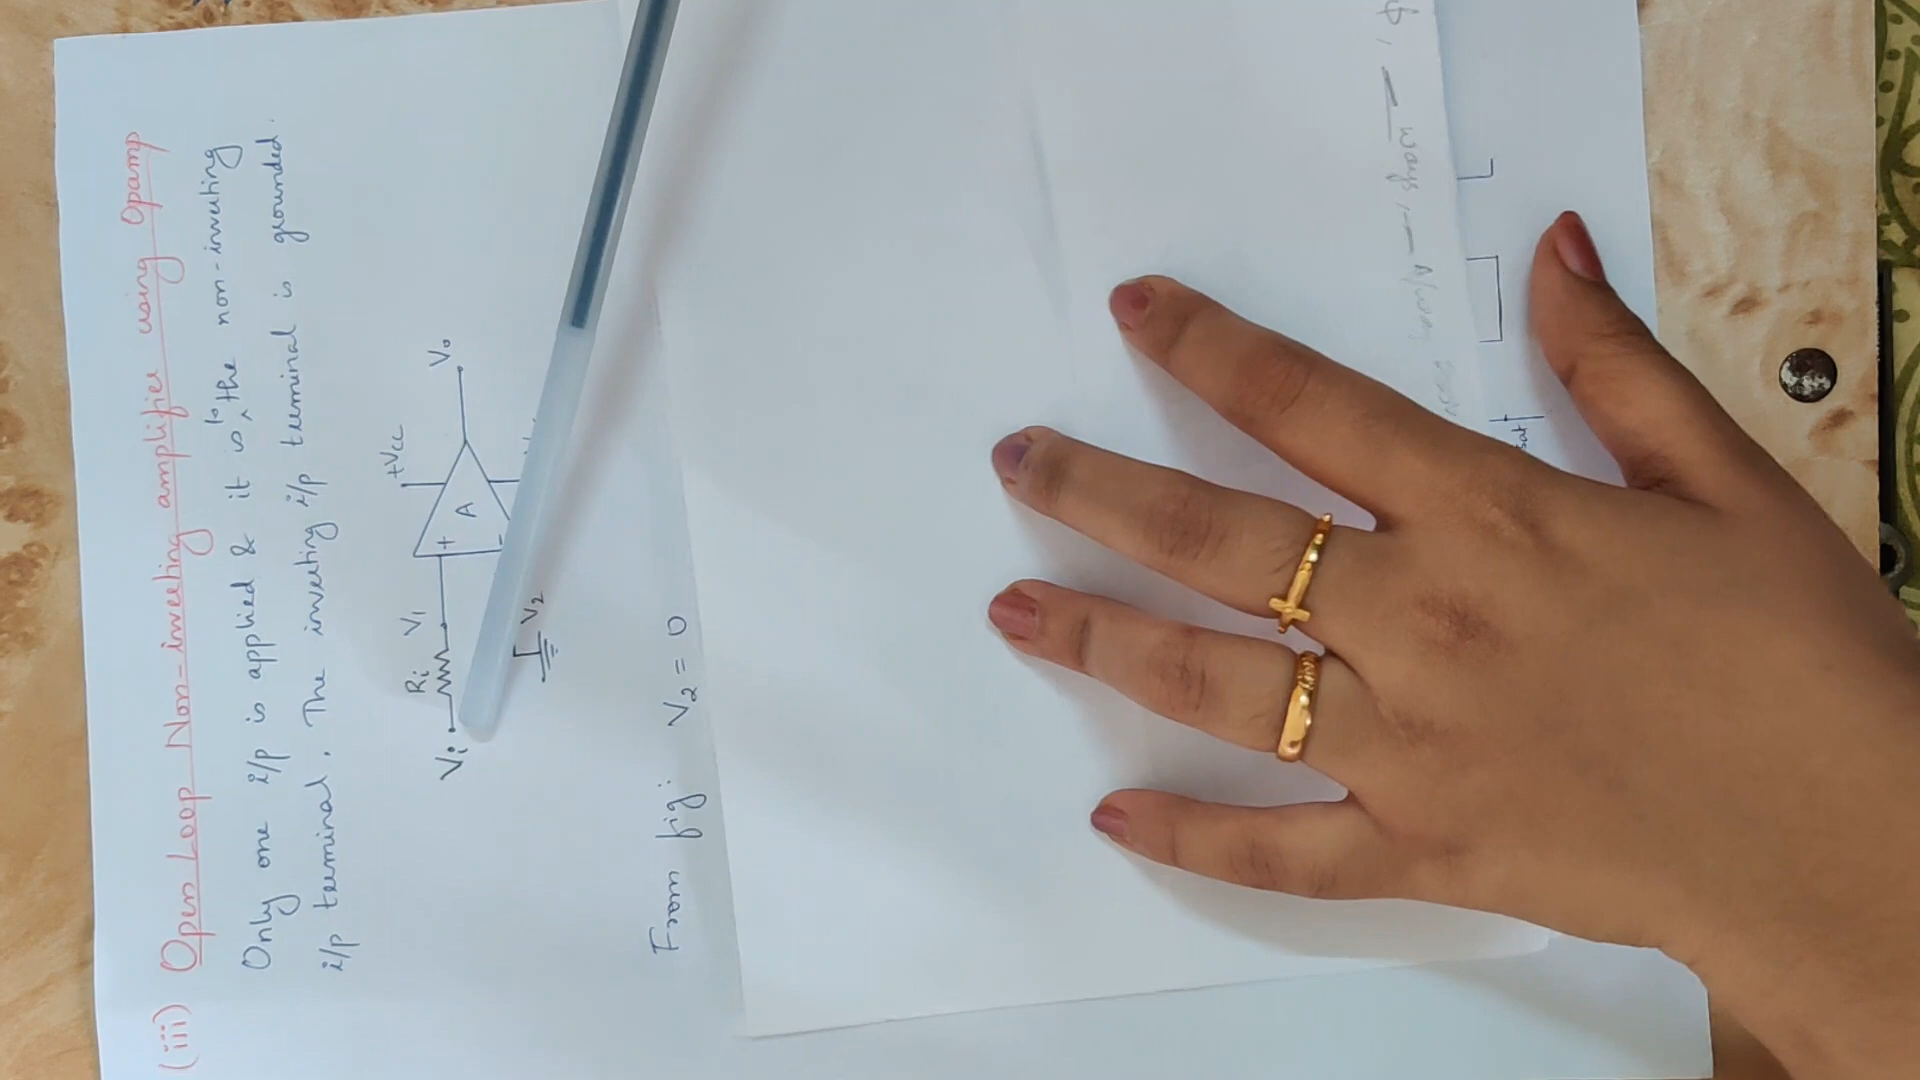 (iii) Open Loop Non-inverting amplifier using Opamp
Only one i/p is applied & it is to the non-inverting
i/p terminal. The inverting i/p terminal is grounded.
+Vcc
Ri V1
Vi
+
A
-
Vo
V2
From fig: V2 = 0
sat